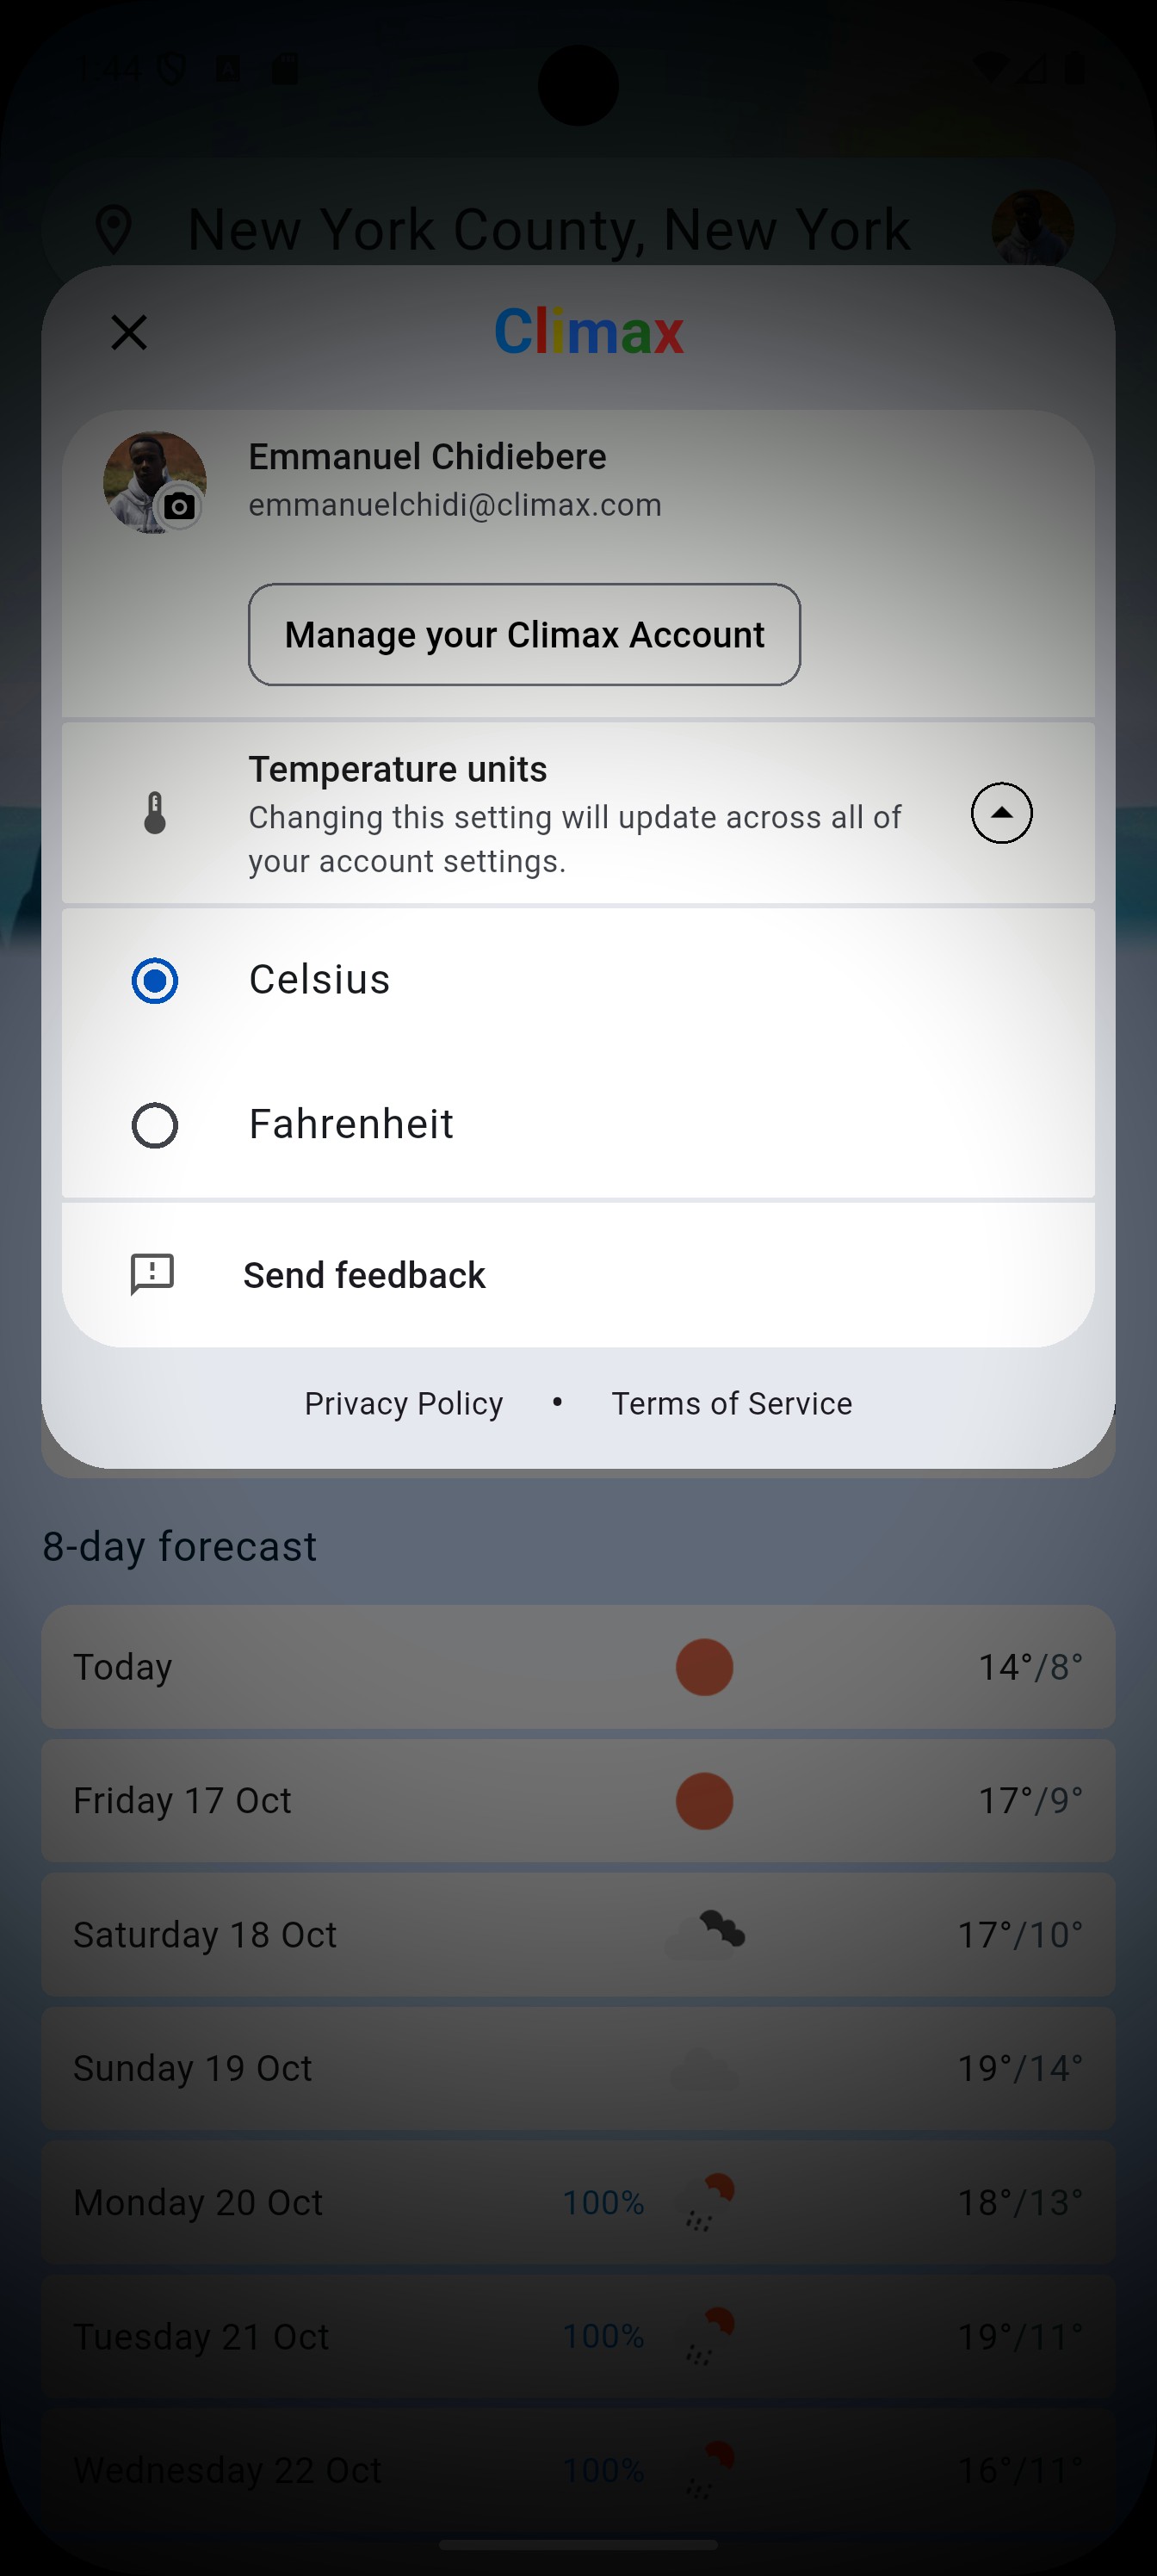 1:44
New York County, New York
Climax
Emmanuel Chidiebere
emmanuelchidi@climax.com
Manage your Climax Account
Temperature units
Changing this setting will update across all of
your account settings.
Celsius
Fahrenheit
Send feedback
Privacy Policy • Terms of Service
8-day forecast
Today 14°/8°
Friday 17 Oct 17°/9°
Saturday 18 Oct 17°/10°
Sunday 19 Oct 19°/14°
Monday 20 Oct 100% 18°/13°
Tuesday 21 Oct 100% 19°/11°
Wednesday 22 Oct 100% 16°/11°